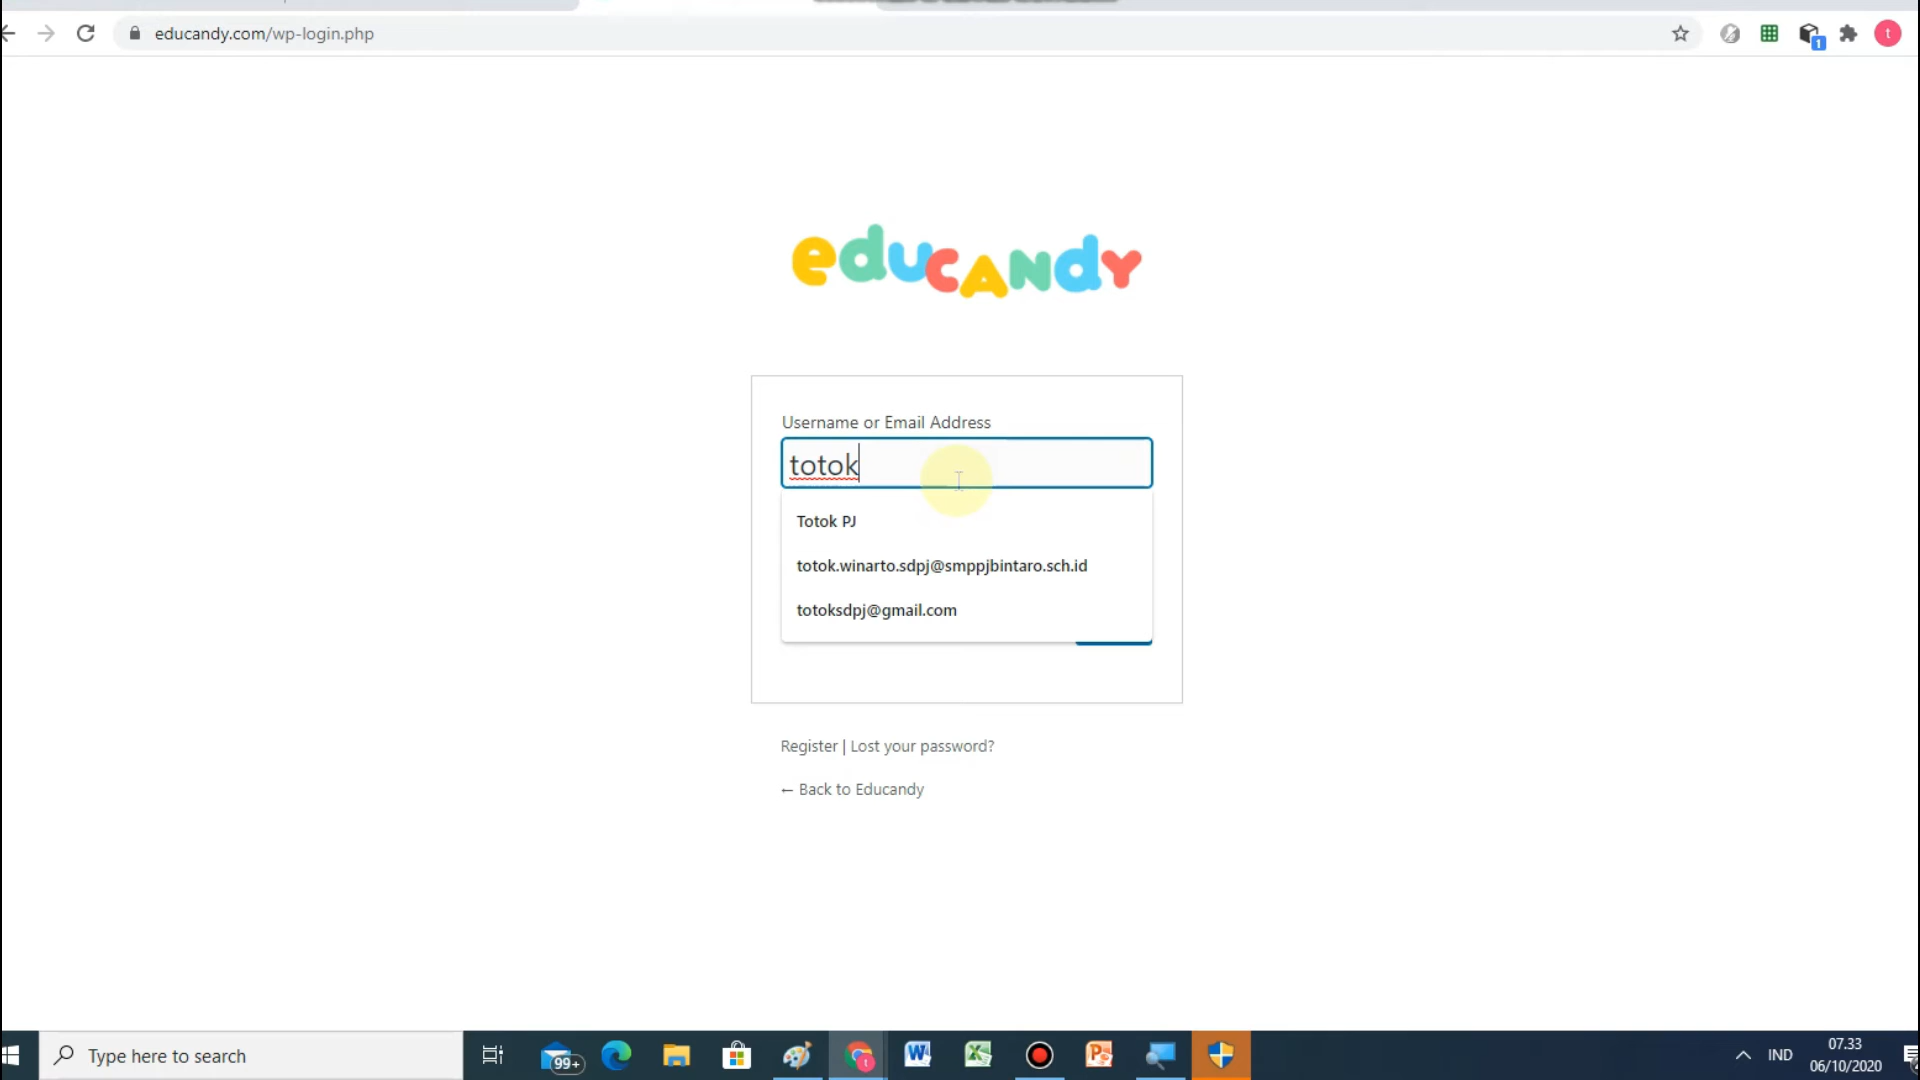 educandy.com/wp-login.php
1
t
educandy
Username or Email Address
totok
Totok PJ
totok.winarto.sdpj@smppjbintaro.sch.id
totoksdpj@gmail.com
Register | Lost your password?
← Back to Educandy
Type here to search
99+
t
IND
07.33
06/10/2020